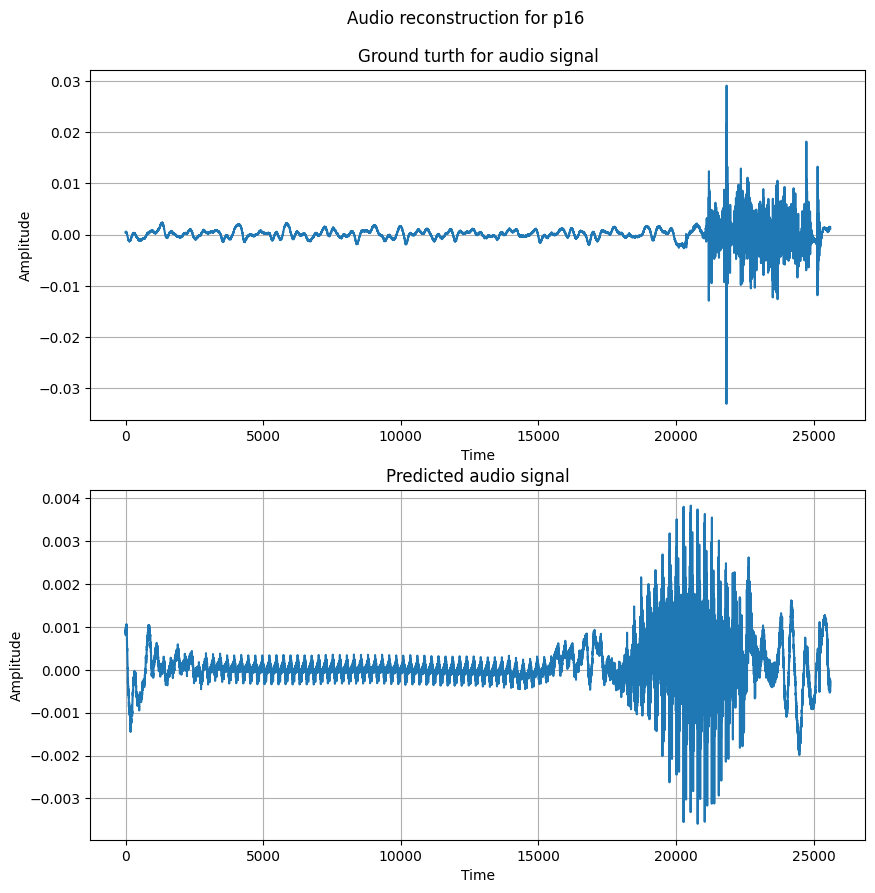 Audio reconstruction for p16
Ground turth for audio signal
0.03
0.02
0.01
0.00
−0.01
−0.02
−0.03
Amplitude
0 5000 10000 15000 20000 25000
Time
Predicted audio signal
0.004
0.003
0.002
0.001
0.000
−0.001
−0.002
−0.003
Amplitude
0 5000 10000 15000 20000 25000
Time